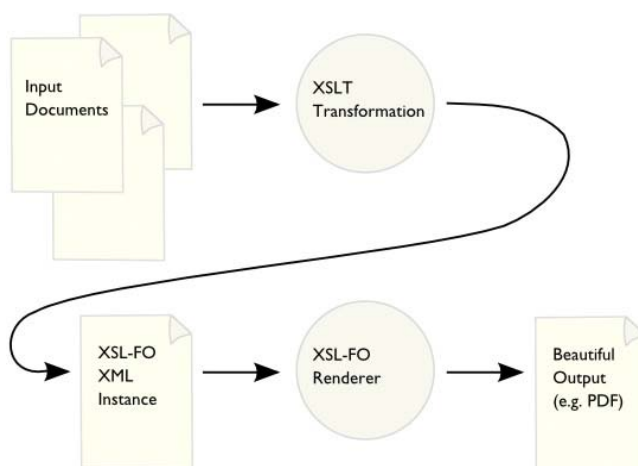 Input
Documents
XSLT
Transformation
XSL-FO
XML
Instance
XSL-FO
Renderer
Beautiful
Output
(e.g. PDF)